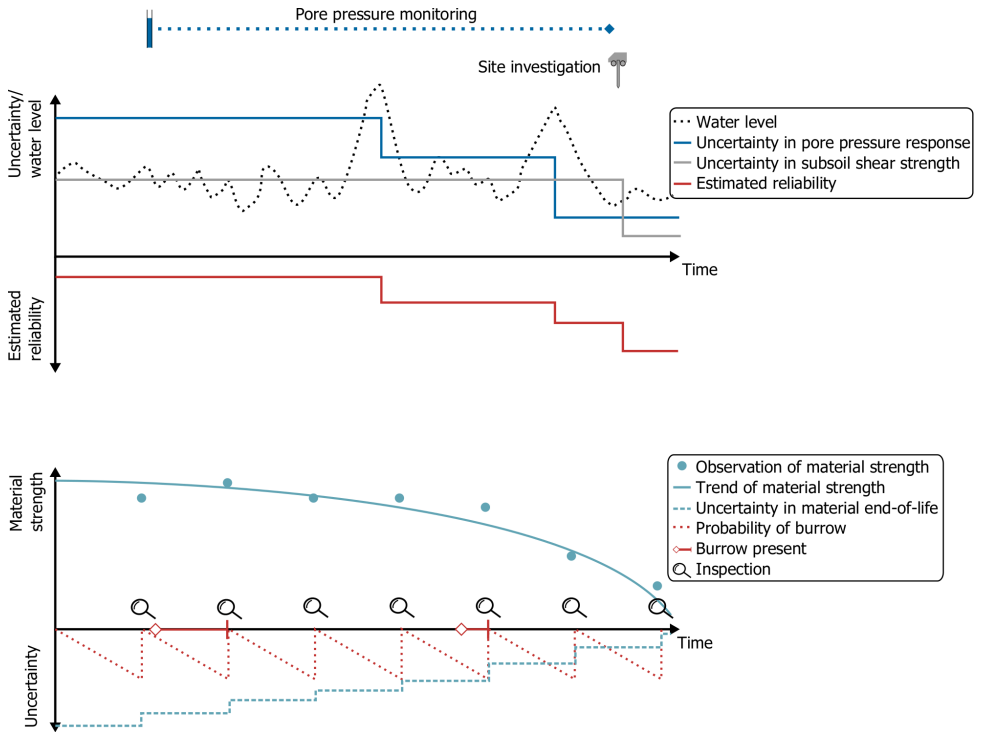 Pore pressure monitoring
Site investigation
Uncertainty/
water level
Water level
Uncertainty in pore pressure response
Uncertainty in subsoil shear strength
Estimated reliability
Time
Estimated
reliability
Material
strength
Observation of material strength
Trend of material strength
Uncertainty in material end-of-life
Probability of burrow
Burrow present
Inspection
Time
Uncertainty